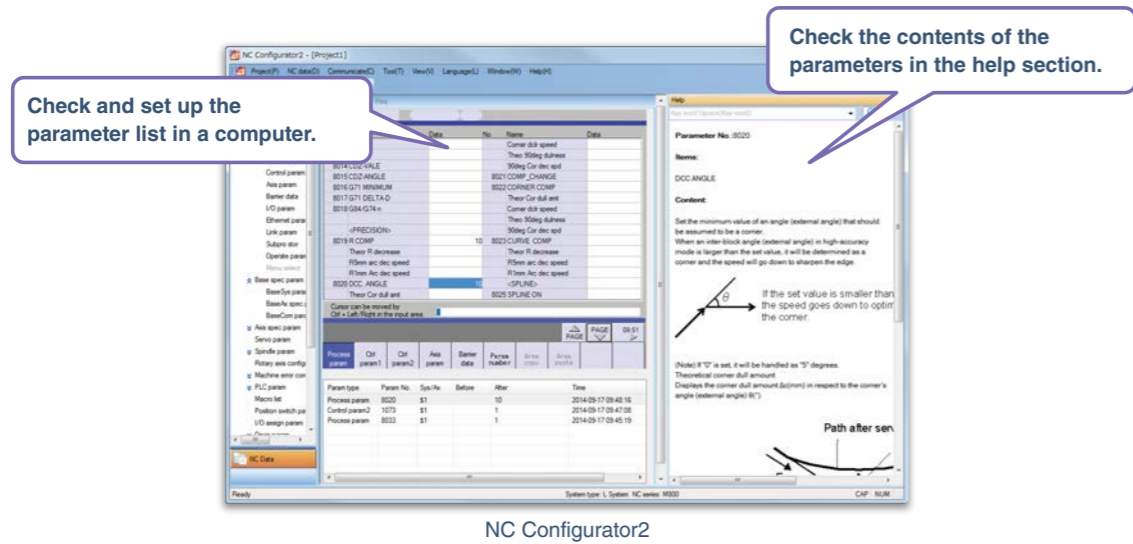 Check the contents of the
parameters in the help section.
Check and set up the
parameter list in a computer.
NC Configurator2 - [Project1]
Project(P) NC data(D) Communicate(C) Tool(T) View(V) Language(L) Window(W) Help(H)
Control param
Axis param
Barrier data
I/O param
Ethernet para
Link param
Subpro stor
Operate param
Menu select
Base spec param
BaseSys para
BaseAx spec
BaseCom para
Axis spec param
Servo param
Spindle param
Rotary axis config
Machine error com
PLC param
Macro list
Position switch pa
I/O assign param
NC Data
Data No. Name Data
Corner dclr speed
Theo 90deg dulness
8014 CDZ-VALE 90deg Cor dec spd
8015 CDZ-ANGLE 8021 COMP_CHANGE
8016 G71 MINIMUM 8022 CORNER COMP
8017 G71 DELTA-D Theor Cor dull amt
8018 G84/G74 n Corner dclr speed
Theo 90deg dulness
<PRECISION> 90deg Cor dec spd
8019 R COMP 10 8023 CURVE COMP
Theor R decrease Theor R decrease
R5mm arc dec speed R5mm arc dec speed
R1mm Arc dec speed R1mm Arc dec speed
8020 DCC. ANGLE 10 <SPLINE>
Theor Cor dull amt 8025 SPLINE ON
Cursor can be moved by
Ctrl + Left/Right in the input area
PAGE PAGE 09:51
Process param Ctrl param1 Ctrl param2 Axis param Barrier data Param number Area copy Area paste
Param type Param No. Sys/Ax Before After Time
Process param 8020 $1 10 2014-09-17 09:48:16
Control param2 1073 $1 1 2014-09-17 09:47:08
Process param 8033 $1 1 2014-09-17 09:45:19
Help
Key word (space)(Key word)
Parameter No.:8020
Items:
DCC.ANGLE
Content:
Set the minimum value of an angle (external angle) that should
be assumed to be a corner.
When an inter-block angle (external angle) in high-accuracy
mode is larger than the set value, it will be determined as a
corner and the speed will go down to sharpen the edge.
θ
If the set value is smaller than
the speed goes down to optim
the corner.
(Note) If "0" is set, it will be handled as "5" degrees.
Theoretical corner dull amount
Displays the corner dull amount Δc(mm) in respect to the corner's
angle (external angle) θ(°).
Path after serv
Ready System type: L System NC series: M800 CAP NUM
NC Configurator2